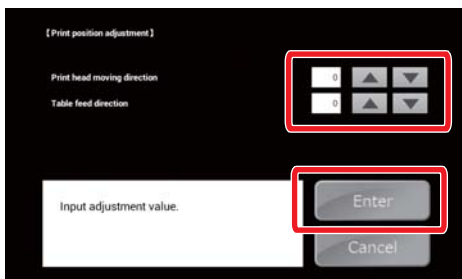 [Print position adjustment]
Print head moving direction 0
Table feed direction 0
Input adjustment value.
Enter
Cancel